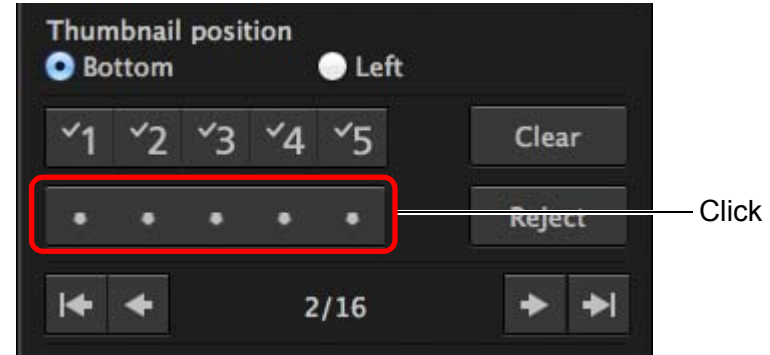 Thumbnail position
Bottom Left
✓1 ✓2 ✓3 ✓4 ✓5 Clear
• • • • • Reject Click
2/16